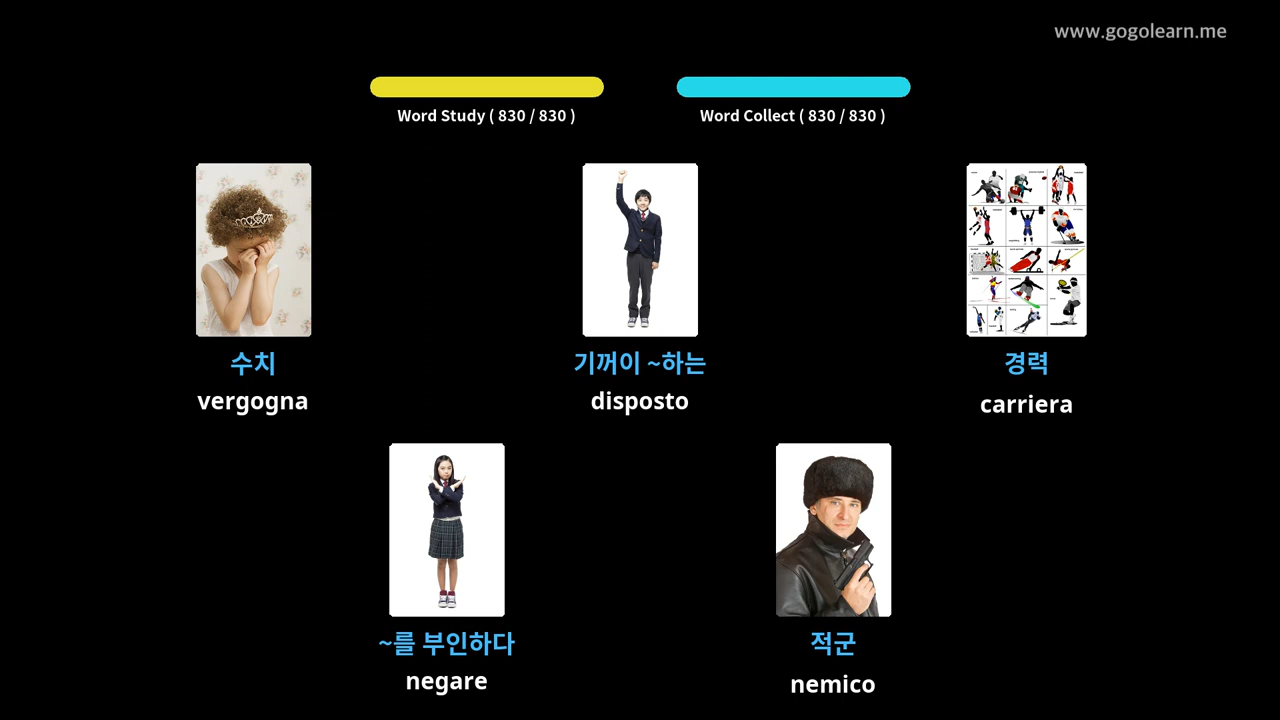 www.gogolearn.me
Word Study ( 830 / 830 )
Word Collect ( 830 / 830 )
수치
vergogna
기꺼이 ~하는
disposto
경력
carriera
~를 부인하다
negare
적군
nemico